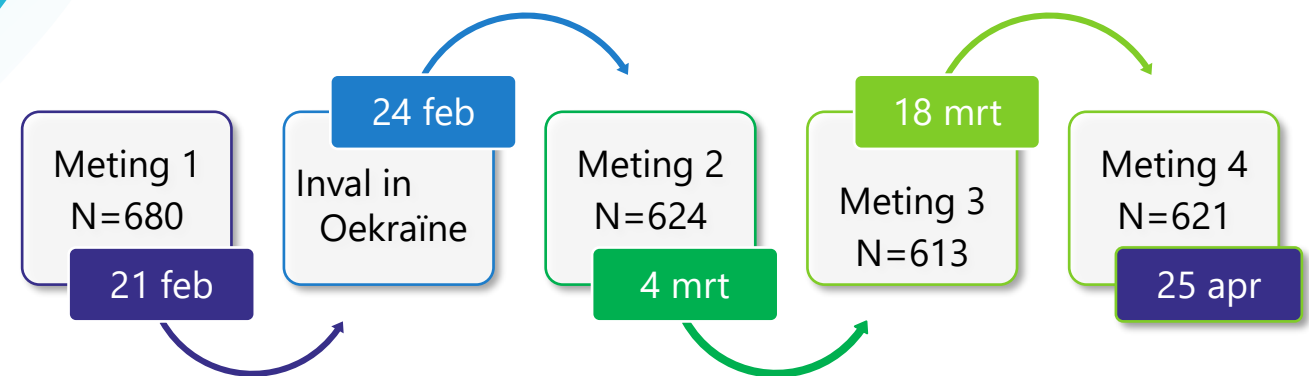 Meting 1
N=680
21 feb
24 feb
Inval in
Oekraïne
Meting 2
N=624
4 mrt
18 mrt
Meting 3
N=613
Meting 4
N=621
25 apr